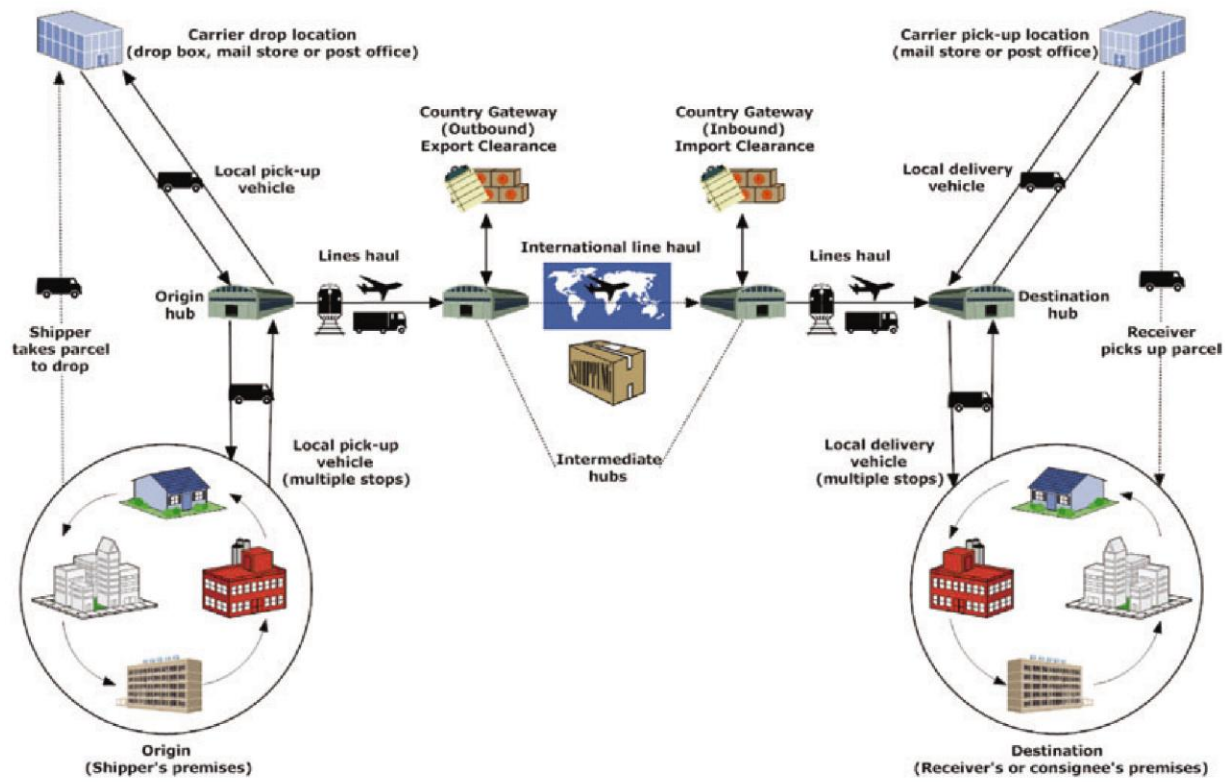 Carrier drop location
(drop box, mail store or post office)
Carrier pick-up location
(mail store or post office)
Country Gateway
(Outbound)
Export Clearance
Country Gateway
(Inbound)
Import Clearance
Local pick-up
vehicle
Local delivery
vehicle
International line haul
Lines haul
Lines haul
Origin
hub
Destination
hub
Shipper
takes parcel
to drop
Receiver
picks up parcel
SHIPPING
Local pick-up
vehicle
(multiple stops)
Intermediate
hubs
Local delivery
vehicle
(multiple stops)
Origin
(Shipper's premises)
Destination
(Receiver's or consignee's premises)